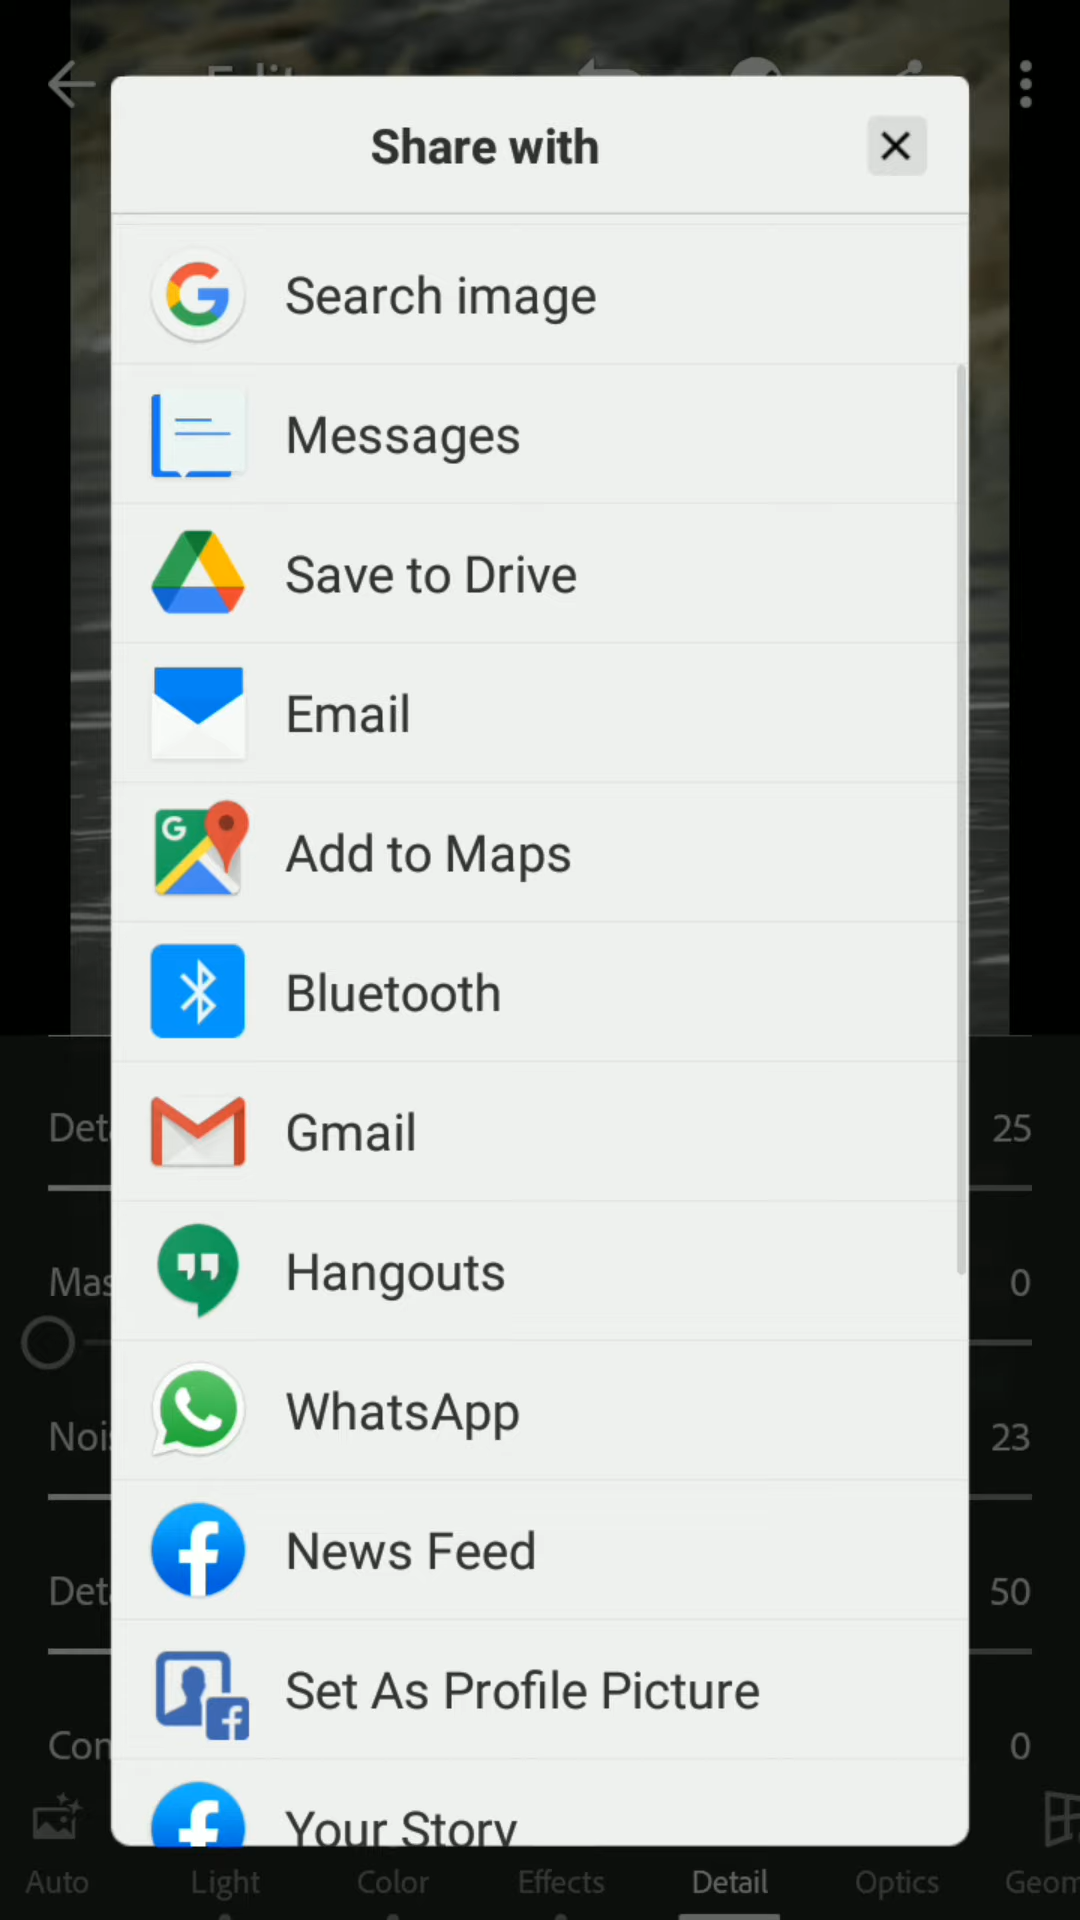 Edit
Share with
Search image
Messages
Save to Drive
Email
Add to Maps
Bluetooth
Gmail
Hangouts
WhatsApp
News Feed
Set As Profile Picture
Your Story
25
0
23
50
0
Auto
Light
Color
Effects
Detail
Optics